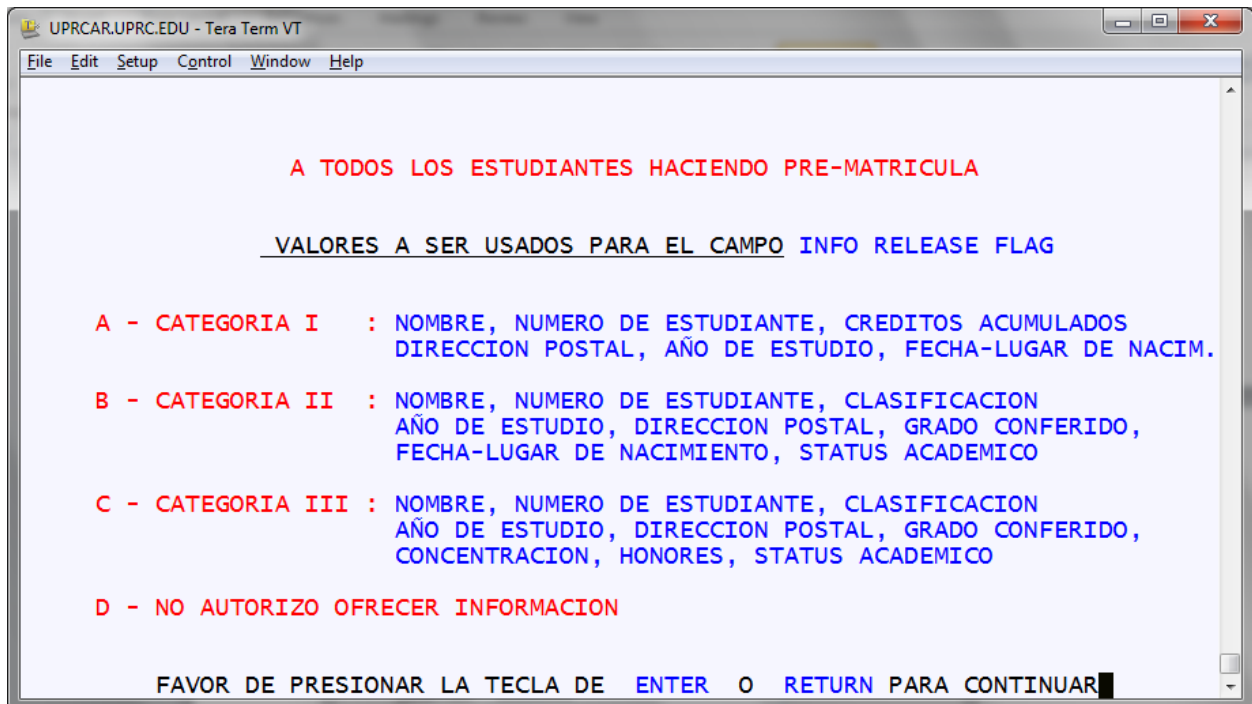 UPRCAR.UPRC.EDU - Tera Term VT
File Edit Setup Control Window Help
A TODOS LOS ESTUDIANTES HACIENDO PRE-MATRICULA
VALORES A SER USADOS PARA EL CAMPO INFO RELEASE FLAG
A - CATEGORIA I : NOMBRE, NUMERO DE ESTUDIANTE, CREDITOS ACUMULADOS
DIRECCION POSTAL, AÑO DE ESTUDIO, FECHA-LUGAR DE NACIM.
B - CATEGORIA II : NOMBRE, NUMERO DE ESTUDIANTE, CLASIFICACION
AÑO DE ESTUDIO, DIRECCION POSTAL, GRADO CONFERIDO,
FECHA-LUGAR DE NACIMIENTO, STATUS ACADEMICO
C - CATEGORIA III : NOMBRE, NUMERO DE ESTUDIANTE, CLASIFICACION
AÑO DE ESTUDIO, DIRECCION POSTAL, GRADO CONFERIDO,
CONCENTRACION, HONORES, STATUS ACADEMICO
D - NO AUTORIZO OFRECER INFORMACION
FAVOR DE PRESIONAR LA TECLA DE ENTER O RETURN PARA CONTINUAR